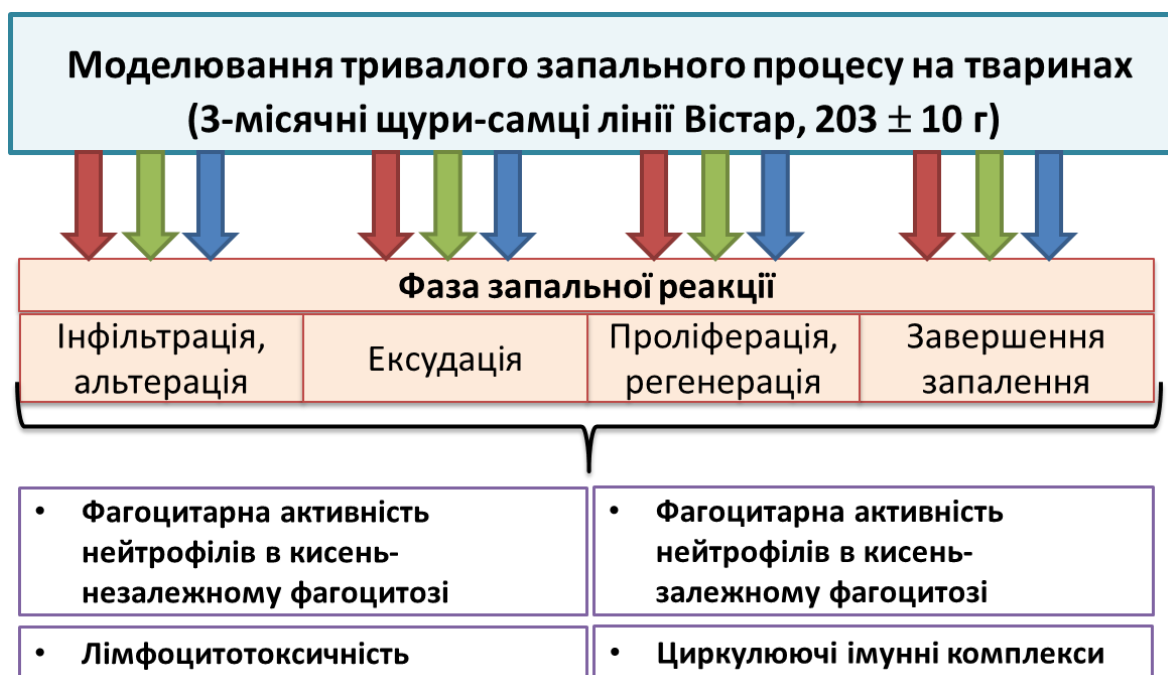 Моделювання тривалого запального процесу на тваринах
(3-місячні щури-самці лінії Вістар, 203 ± 10 г)
Фаза запальної реакції
Інфільтрація,
альтерація
Ексудація
Проліферація,
регенерація
Завершення
запалення
• Фагоцитарна активність
нейтрофілів в кисень-
незалежному фагоцитозі
• Фагоцитарна активність
нейтрофілів в кисень-
залежному фагоцитозі
• Лімфоцитотоксичність
• Циркулюючі імунні комплекси